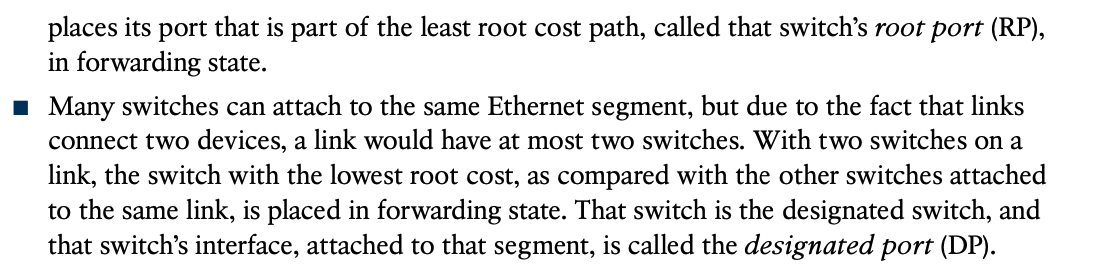 places its port that is part of the least root cost path, called that switch’s root port (RP),
in forwarding state.
■ Many switches can attach to the same Ethernet segment, but due to the fact that links
connect two devices, a link would have at most two switches. With two switches on a
link, the switch with the lowest root cost, as compared with the other switches attached
to the same link, is placed in forwarding state. That switch is the designated switch, and
that switch’s interface, attached to that segment, is called the designated port (DP).